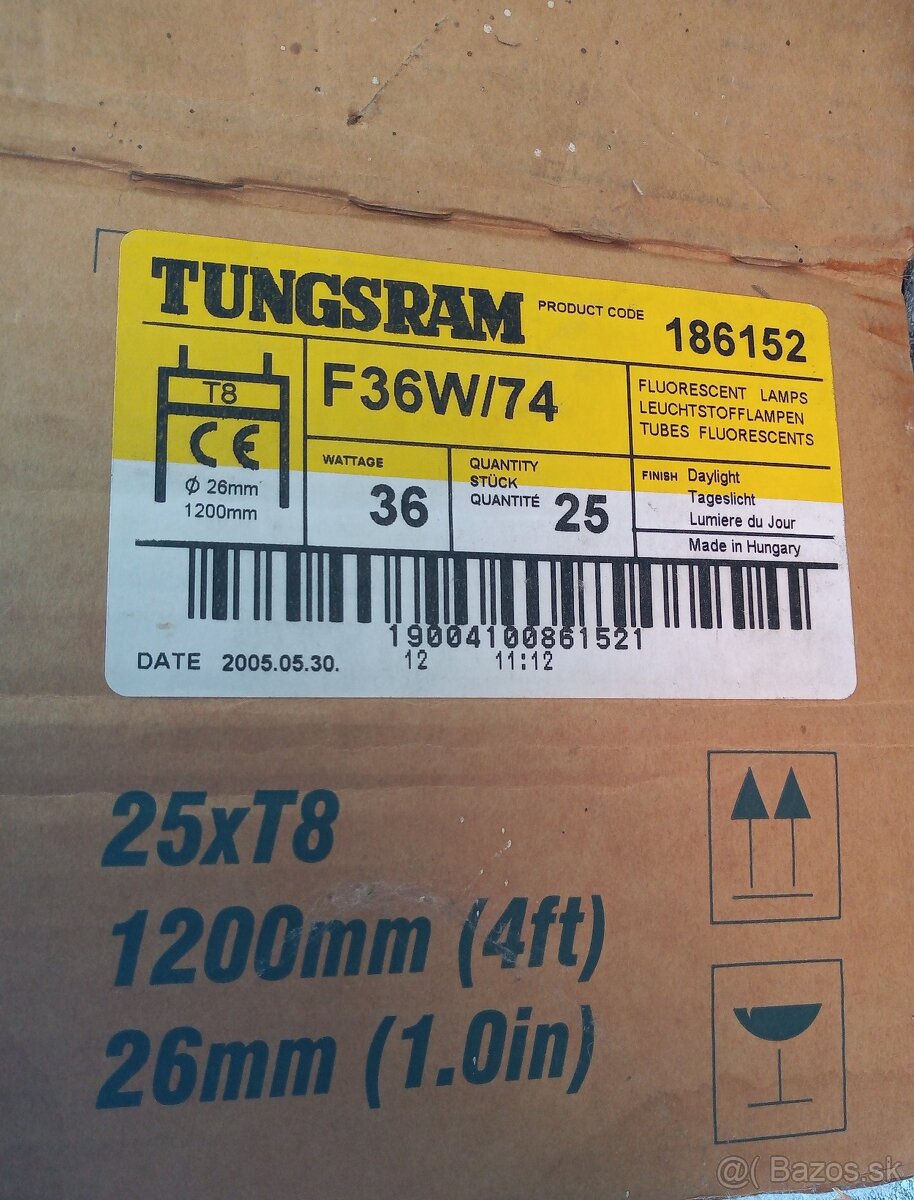 TUNGSRAM
PRODUCT CODE 186152
T8
CE
Ø 26mm
1200mm
F36W/74
FLUORESCENT LAMPS
LEUCHTSTOFFLAMPEN
TUBES FLUORESCENTS
WATTAGE
36
QUANTITY
STÜCK
QUANTITÉ 25
FINISH Daylight
Tageslicht
Lumiere du Jour
Made in Hungary
19004100861521
DATE 2005.05.30. 12 11:12
25xT8
1200mm (4ft)
26mm (1.0in)
@( Bazos.sk